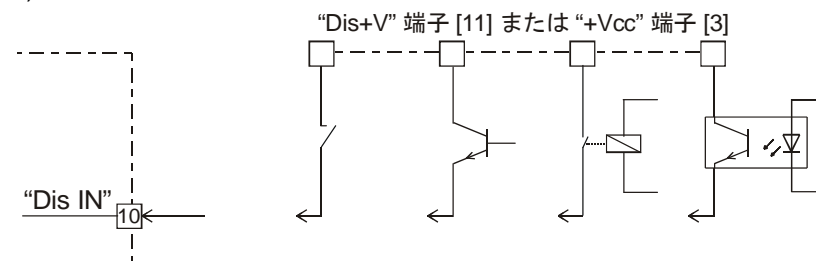 “Dis+V” 端子 [11] または “+Vcc” 端子 [3]
“Dis IN”
10